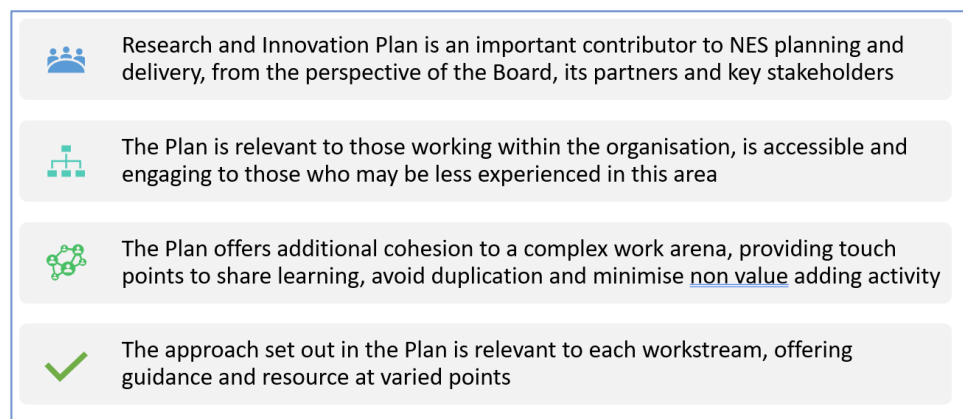 Research and Innovation Plan is an important contributor to NES planning and
delivery, from the perspective of the Board, its partners and key stakeholders
The Plan is relevant to those working within the organisation, is accessible and
engaging to those who may be less experienced in this area
The Plan offers additional cohesion to a complex work arena, providing touch
points to share learning, avoid duplication and minimise non value adding activity
The approach set out in the Plan is relevant to each workstream, offering
guidance and resource at varied points